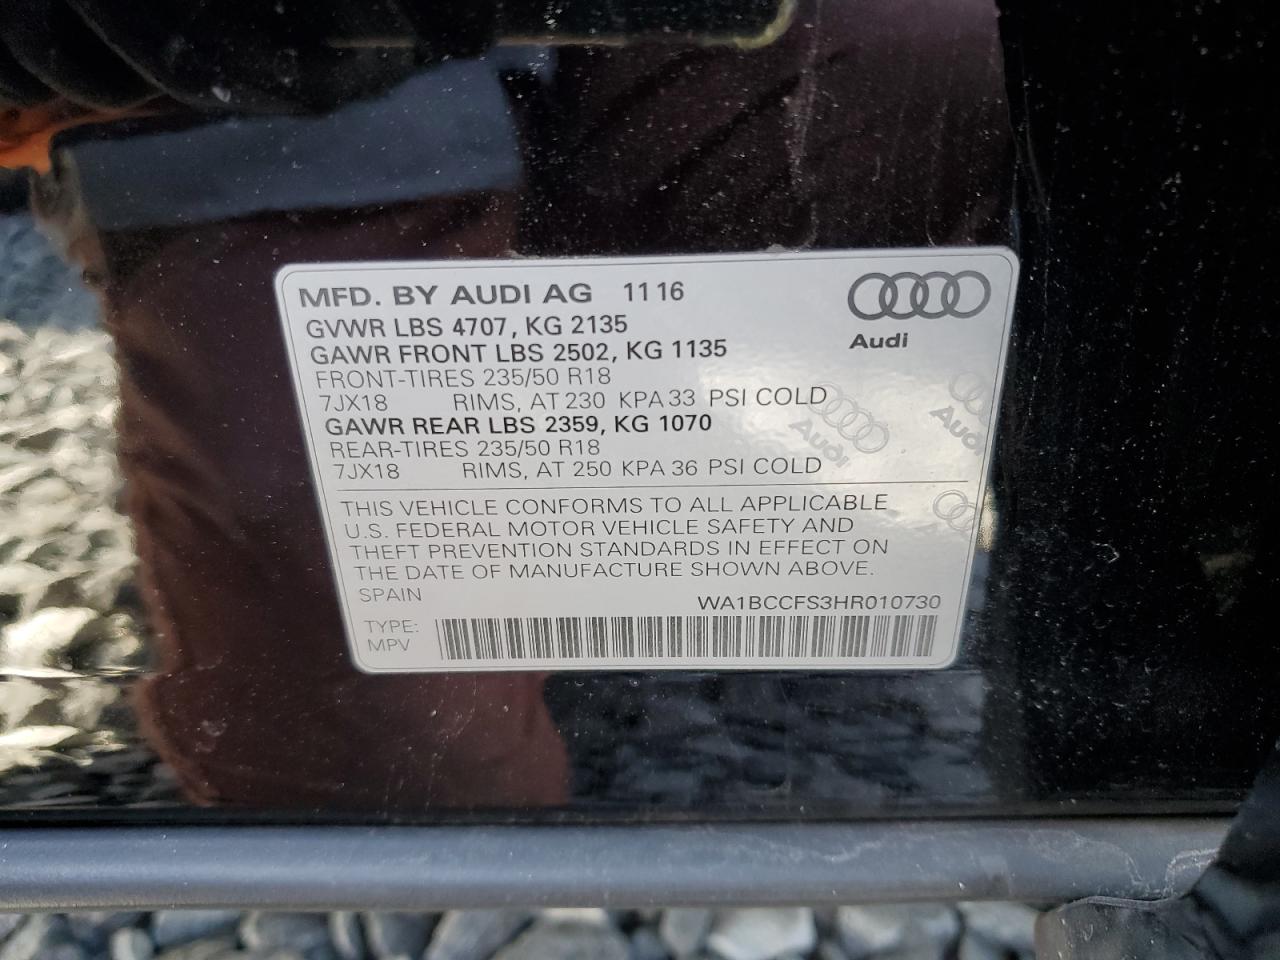 MFD. BY AUDI AG 11 16
Audi
GVWR LBS 4707, KG 2135
GAWR FRONT LBS 2502, KG 1135
FRONT-TIRES 235/50 R18
7JX18 RIMS, AT 230 KPA 33 PSI COLD
GAWR REAR LBS 2359, KG 1070
REAR-TIRES 235/50 R18
7JX18 RIMS, AT 250 KPA 36 PSI COLD
Audi
Audi
THIS VEHICLE CONFORMS TO ALL APPLICABLE
U.S. FEDERAL MOTOR VEHICLE SAFETY AND
THEFT PREVENTION STANDARDS IN EFFECT ON
THE DATE OF MANUFACTURE SHOWN ABOVE.
SPAIN WA1BCCFS3HR010730
TYPE:
MPV